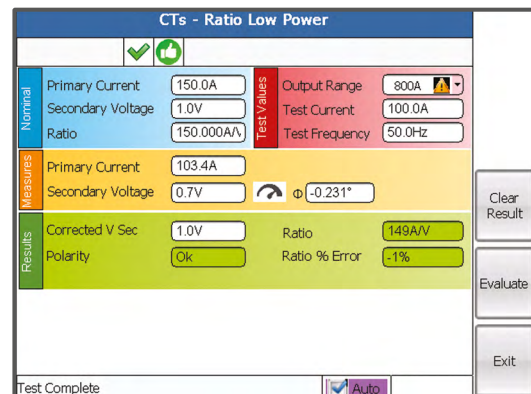 CTs - Ratio Low Power
Nominal
Primary Current 150.0A
Secondary Voltage 1.0V
Ratio 150.000A/V
Test Values
Output Range 800A
Test Current 100.0A
Test Frequency 50.0Hz
Measures
Primary Current 103.4A
Secondary Voltage 0.7V Φ -0.231°
Results
Corrected V Sec 1.0V Ratio 149A/V
Polarity Ok Ratio % Error -1%
Clear
Result
Evaluate
Exit
Test Complete Auto